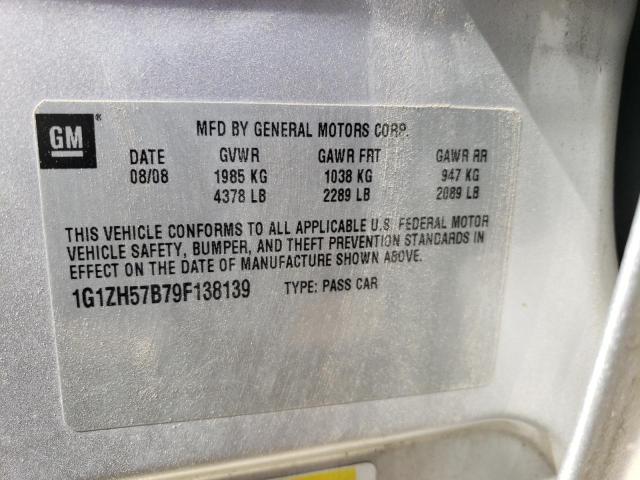 GM®
MFD BY GENERAL MOTORS CORP.
DATE GVWR GAWR FRT GAWR RR
08/08 1985 KG 1038 KG 947 KG
4378 LB 2289 LB 2089 LB
THIS VEHICLE CONFORMS TO ALL APPLICABLE U.S. FEDERAL MOTOR
VEHICLE SAFETY, BUMPER, AND THEFT PREVENTION STANDARDS IN
EFFECT ON THE DATE OF MANUFACTURE SHOWN ABOVE.
1G1ZH57B79F138139 TYPE: PASS CAR